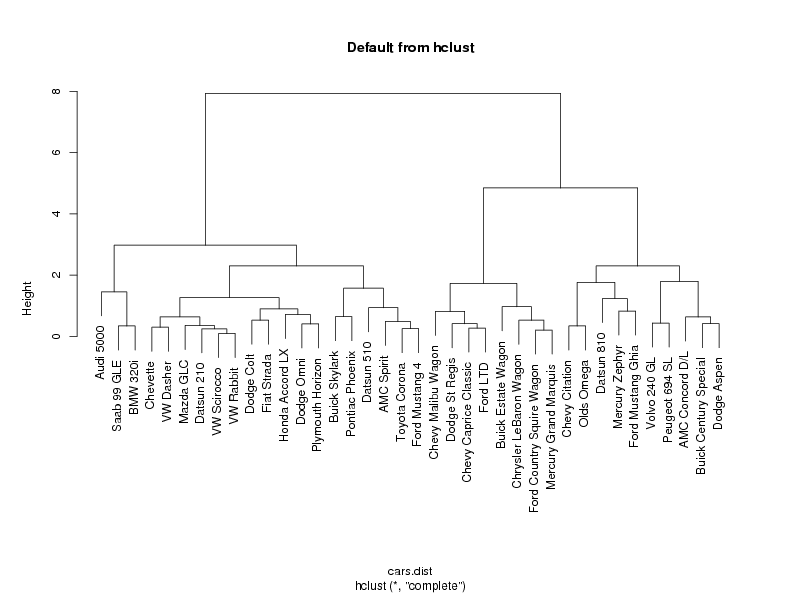 Default from hclust
Height
0
2
4
6
8
Audi 5000
Saab 99 GLE
BMW 320i
Chevette
VW Dasher
Mazda GLC
Datsun 210
VW Scirocco
VW Rabbit
Dodge Colt
Fiat Strada
Honda Accord LX
Dodge Omni
Plymouth Horizon
Buick Skylark
Pontiac Phoenix
Datsun 510
AMC Spirit
Toyota Corona
Ford Mustang 4
Chevy Malibu Wagon
Dodge St Regis
Chevy Caprice Classic
Ford LTD
Buick Estate Wagon
Chrysler LeBaron Wagon
Ford Country Squire Wagon
Mercury Grand Marquis
Chevy Citation
Olds Omega
Datsun 810
Mercury Zephyr
Ford Mustang Ghia
Volvo 240 GL
Peugeot 694 SL
AMC Concord D/L
Buick Century Special
Dodge Aspen
cars.dist
hclust (*, "complete")